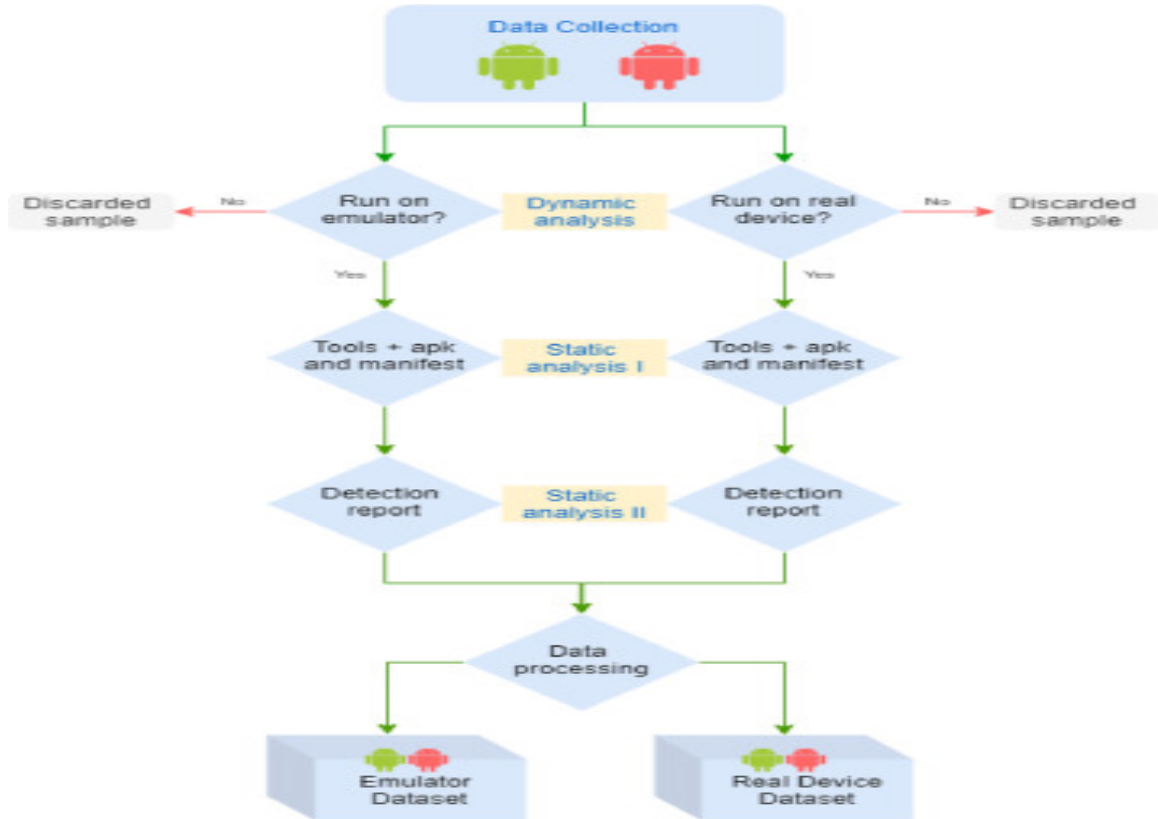 Data Collection
Discarded
sample
No
Run on
emulator?
Dynamic
analysis
Run on real
device?
No
Discarded
sample
Yes
Yes
Tools + apk
and manifest
Static
analysis I
Tools + apk
and manifest
Detection
report
Static
analysis II
Detection
report
Data
processing
Emulator
Dataset
Real Device
Dataset